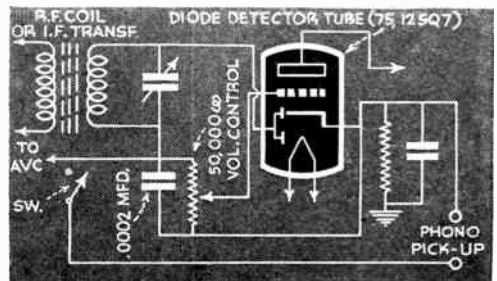 R.F. COIL
OR I.F. TRANSF.
DIODE DETECTOR TUBE (75, 12SQ7)
50,000 ω
VOL. CONTROL
TO
AVC
SW.
.0002 MFD.
PHONO
PICK-UP